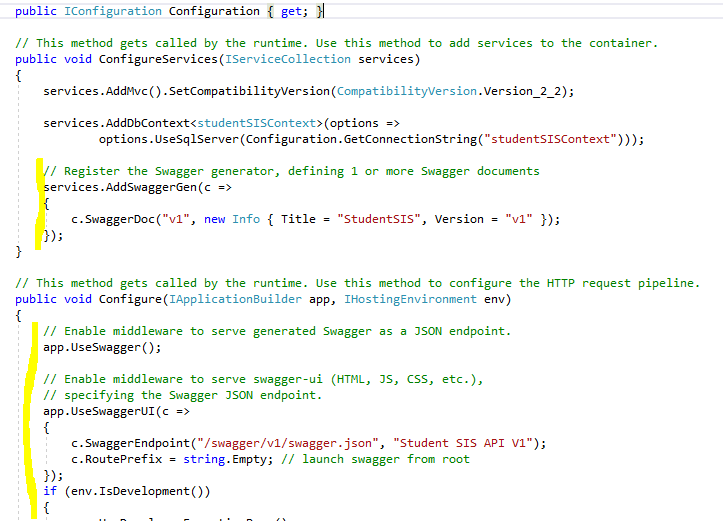 public IConfiguration Configuration { get; }
// This method gets called by the runtime. Use this method to add services to the container.
public void ConfigureServices(IServiceCollection services)
{
services.AddMvc().SetCompatibilityVersion(CompatibilityVersion.Version_2_2);
services.AddDbContext<studentSISContext>(options =>
options.UseSqlServer(Configuration.GetConnectionString("studentSISContext")));
// Register the Swagger generator, defining 1 or more Swagger documents
services.AddSwaggerGen(c =>
{
c.SwaggerDoc("v1", new Info { Title = "StudentSIS", Version = "v1" });
});
}
// This method gets called by the runtime. Use this method to configure the HTTP request pipeline.
public void Configure(IApplicationBuilder app, IHostingEnvironment env)
{
// Enable middleware to serve generated Swagger as a JSON endpoint.
app.UseSwagger();
// Enable middleware to serve swagger-ui (HTML, JS, CSS, etc.),
// specifying the Swagger JSON endpoint.
app.UseSwaggerUI(c =>
{
c.SwaggerEndpoint("/swagger/v1/swagger.json", "Student SIS API V1");
c.RoutePrefix = string.Empty; // launch swagger from root
});
if (env.IsDevelopment())
{